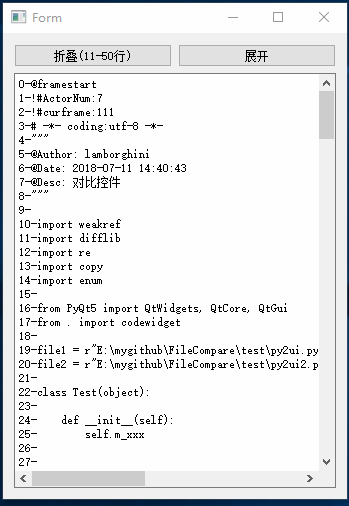 Form
折叠(11-50行) 展开
0-@framestart
1-!#ActorNum:7
2-!#curframe:111
3-# -*- coding:utf-8 -*-
4-"""
5-@Author: lamborghini
6-@Date: 2018-07-11 14:40:43
7-@Desc: 对比控件
8-"""
9-
10-import weakref
11-import difflib
12-import re
13-import copy
14-import enum
15-
16-from PyQt5 import QtWidgets, QtCore, QtGui
17-from . import codewidget
18-
19-file1 = r"E:\mygithub\FileCompare\test\py2ui.py
20-file2 = r"E:\mygithub\FileCompare\test\py2ui2.p
21-
22-class Test(object):
23-
24-    def __init__(self):
25-        self.m_xxx
26-
27-